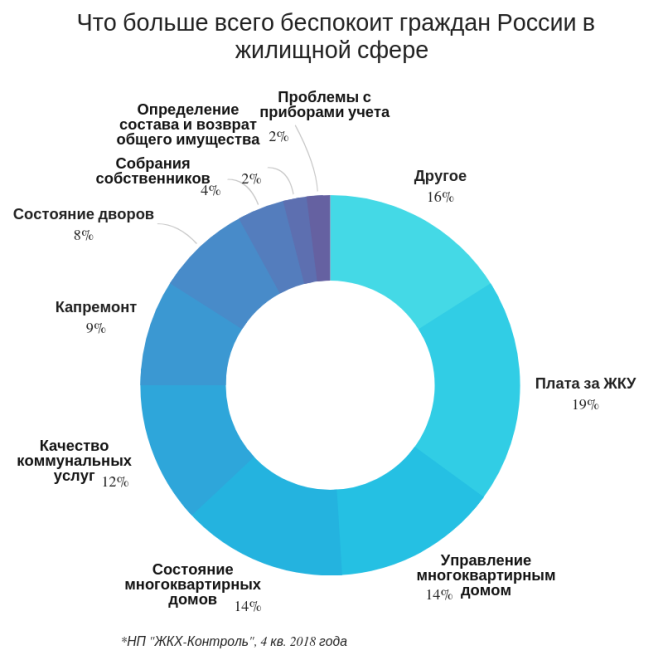 Что больше всего беспокоит граждан России в
жилищной сфере
Проблемы с
приборами учета
2%
Определение
состава и возврат
общего имущества
2%
Собрания
собственников
4%
Другое
16%
Состояние дворов
8%
Капремонт
9%
Плата за ЖКУ
19%
Качество
коммунальных
услуг 12%
Управление
многоквартирным
14% домом
Состояние
многоквартирных
домов 14%
*НП "ЖКХ-Контроль", 4 кв. 2018 года